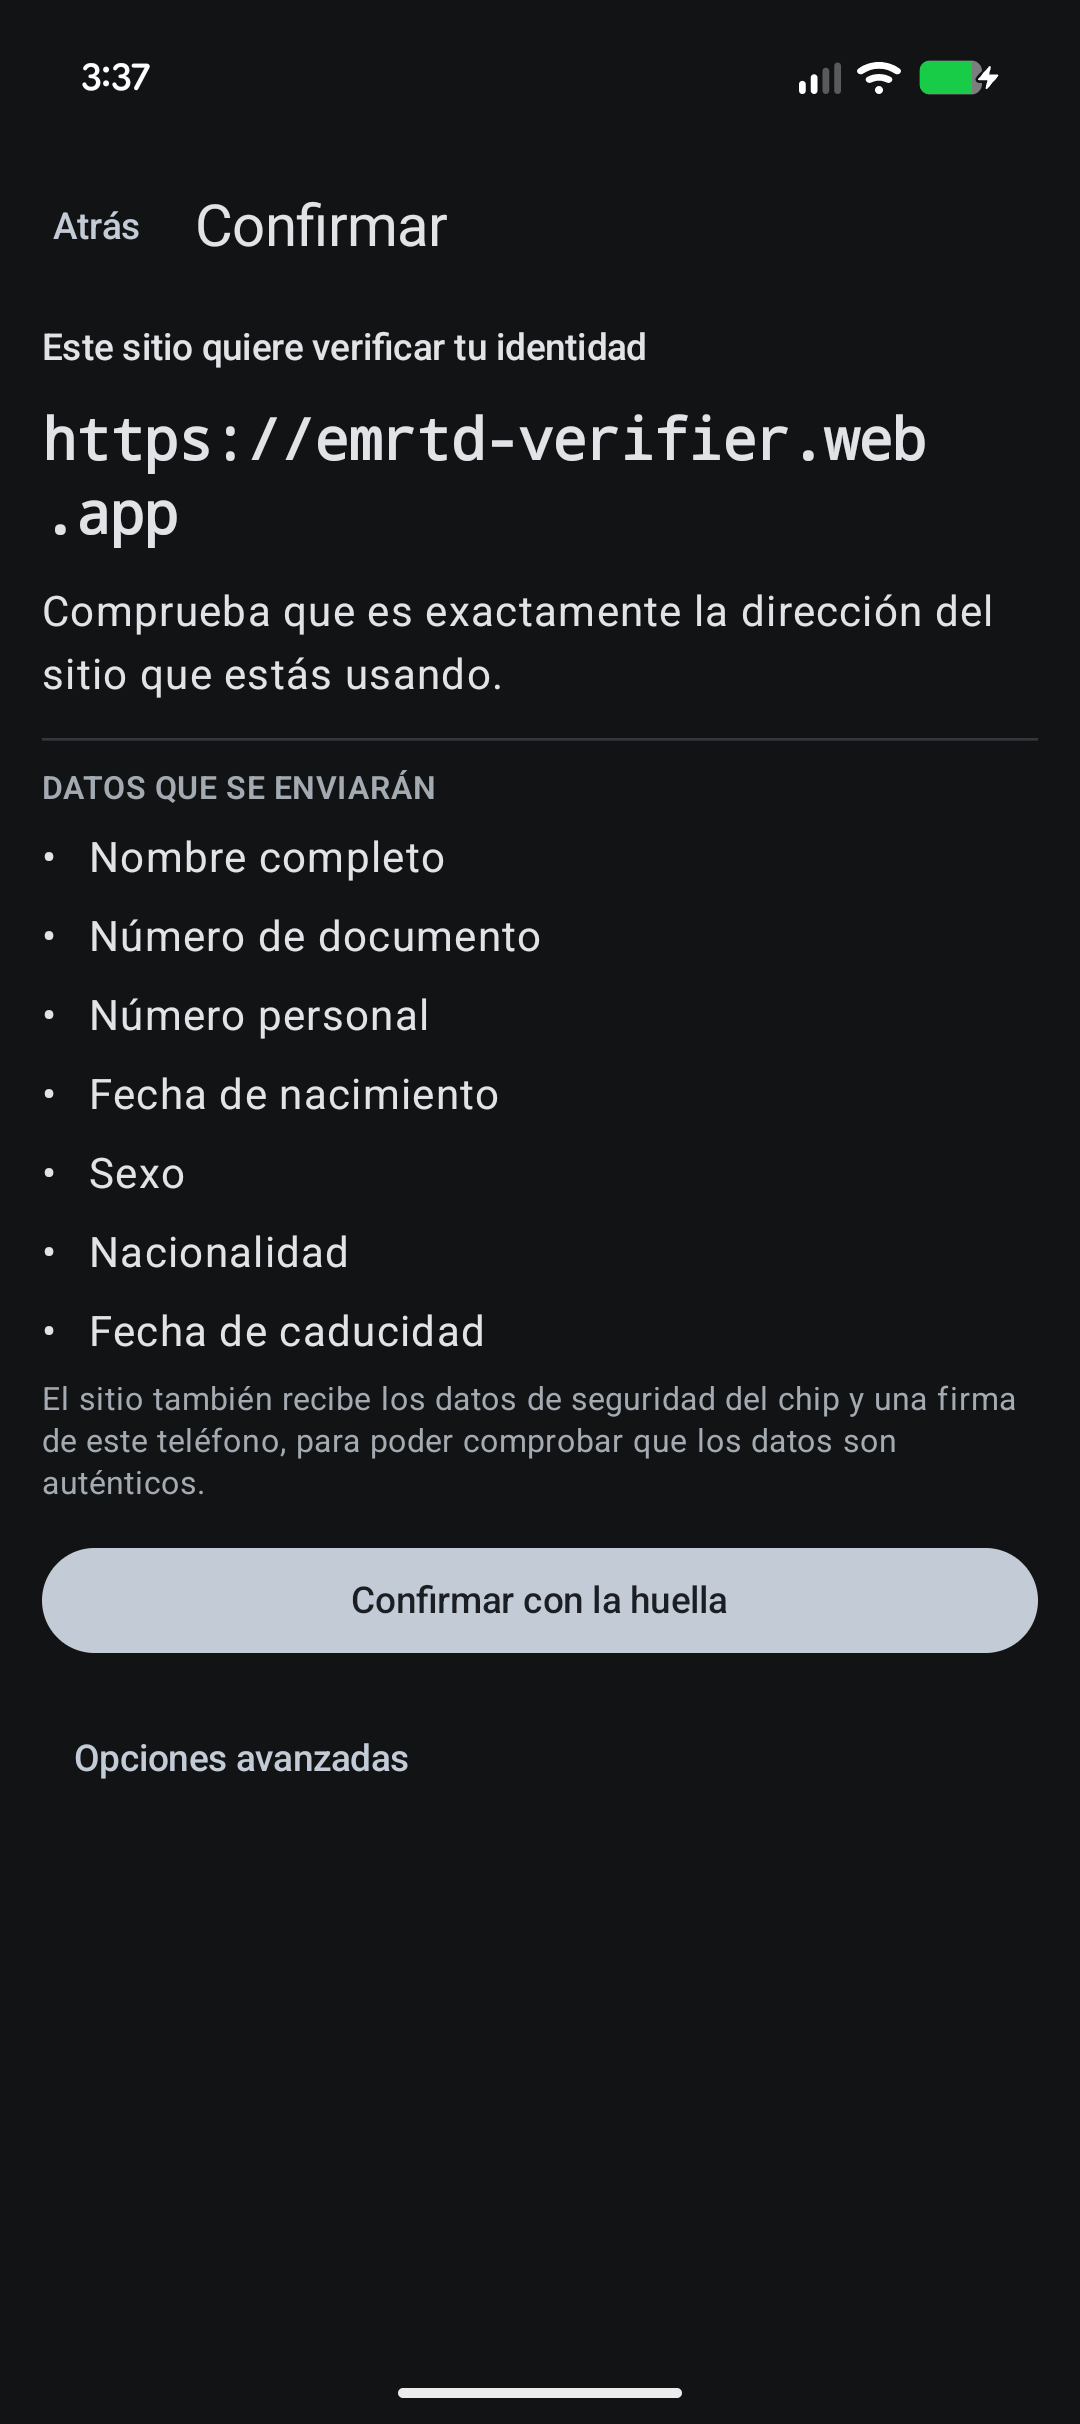 3:37
Atrás Confirmar
Este sitio quiere verificar tu identidad
https://emrtd-verifier.web
.app
Comprueba que es exactamente la dirección del
sitio que estás usando.
DATOS QUE SE ENVIARÁN
• Nombre completo
• Número de documento
• Número personal
• Fecha de nacimiento
• Sexo
• Nacionalidad
• Fecha de caducidad
El sitio también recibe los datos de seguridad del chip y una firma
de este teléfono, para poder comprobar que los datos son
auténticos.
Confirmar con la huella
Opciones avanzadas